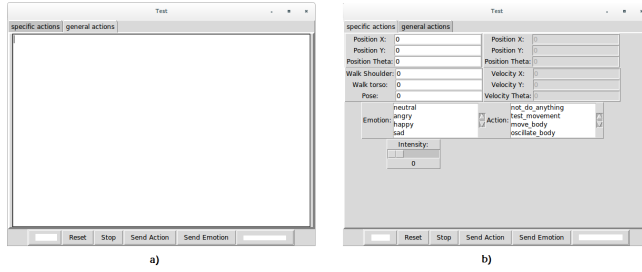 Test
specific actions general actions
Reset Stop Send Action Send Emotion
a)
Test
specific actions general actions
Position X: 0 Position X: 0
Position Y: 0 Position Y: 0
Position Theta: 0 Position Theta: 0
Walk Shoulder: 0 Velocity X: 0
Walk torso: 0 Velocity Y: 0
Pose: 0 Velocity Theta: 0
Emotion: neutral angry happy sad Action: not_do_anything test_movement move_body oscillate_body
Intensity:
0
Reset Stop Send Action Send Emotion
b)